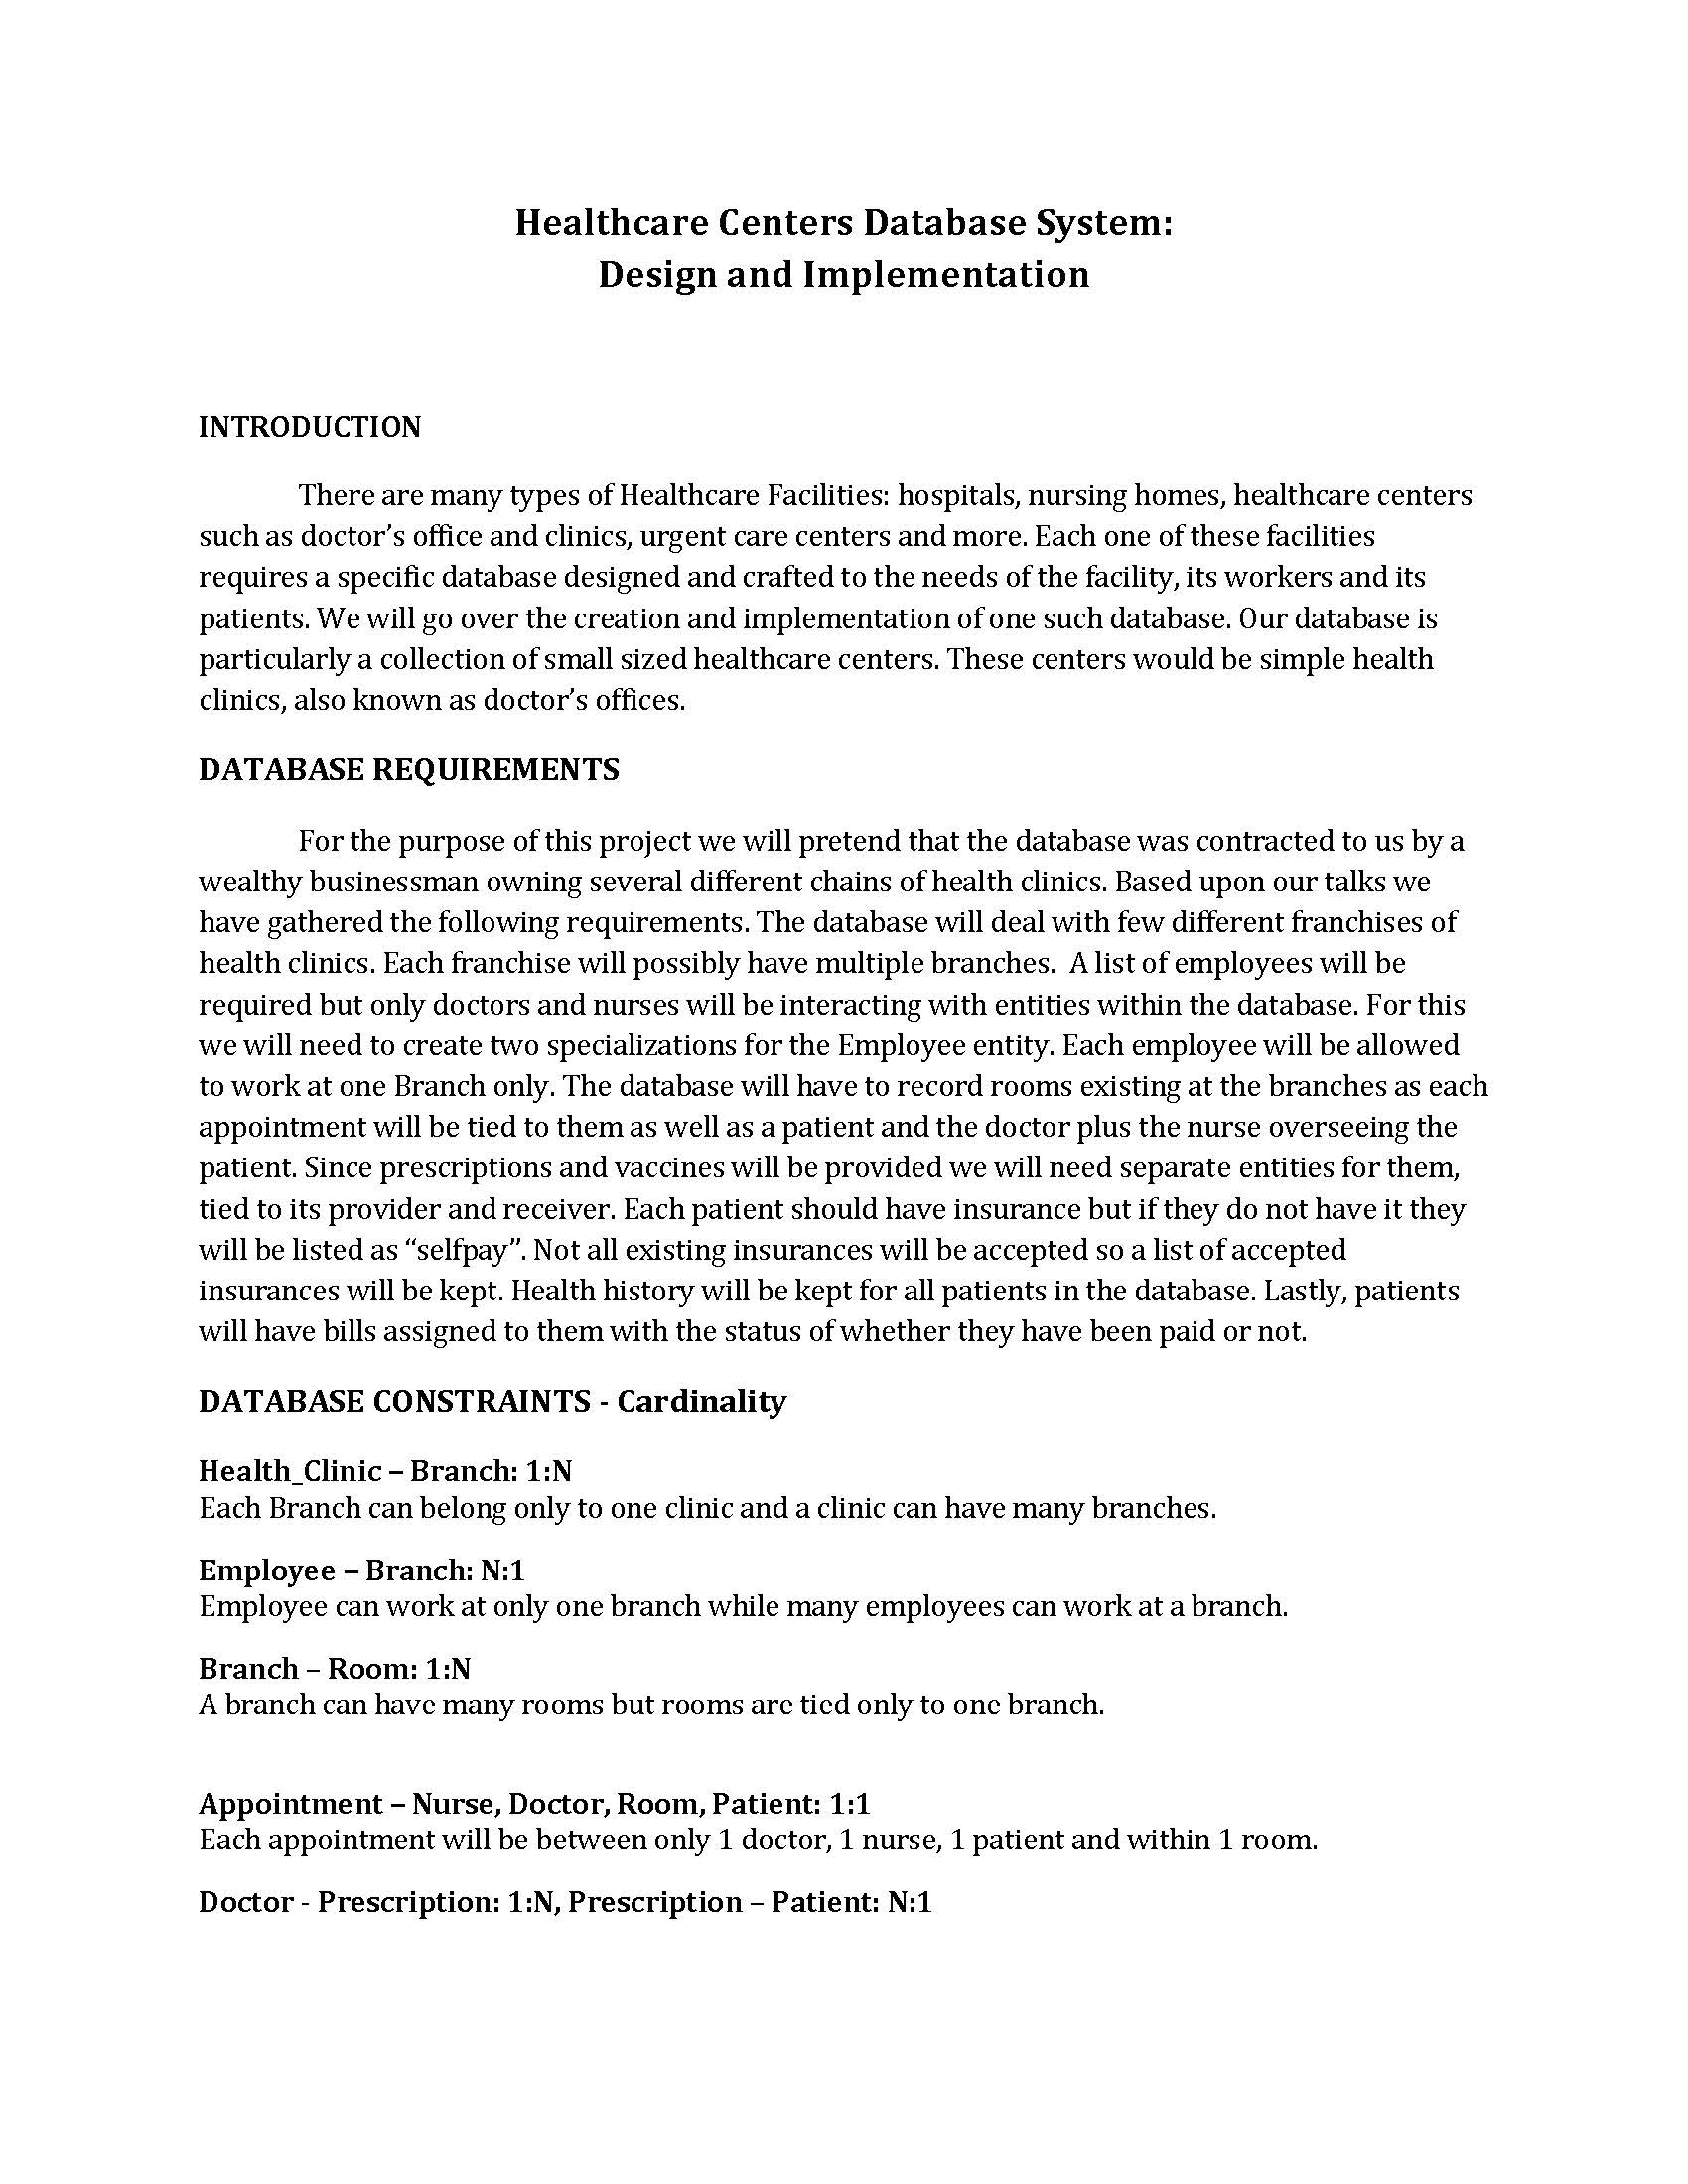 Healthcare Centers Database System:
Design and Implementation
INTRODUCTION
There are many types of Healthcare Facilities: hospitals, nursing homes, healthcare centers
such as doctor’s office and clinics, urgent care centers and more. Each one of these facilities
requires a specific database designed and crafted to the needs of the facility, its workers and its
patients. We will go over the creation and implementation of one such database. Our database is
particularly a collection of small sized healthcare centers. These centers would be simple health
clinics, also known as doctor’s offices.
DATABASE REQUIREMENTS
For the purpose of this project we will pretend that the database was contracted to us by a
wealthy businessman owning several different chains of health clinics. Based upon our talks we
have gathered the following requirements. The database will deal with few different franchises of
health clinics. Each franchise will possibly have multiple branches.  A list of employees will be
required but only doctors and nurses will be interacting with entities within the database. For this
we will need to create two specializations for the Employee entity. Each employee will be allowed
to work at one Branch only. The database will have to record rooms existing at the branches as each
appointment will be tied to them as well as a patient and the doctor plus the nurse overseeing the
patient. Since prescriptions and vaccines will be provided we will need separate entities for them,
tied to its provider and receiver. Each patient should have insurance but if they do not have it they
will be listed as “selfpay”. Not all existing insurances will be accepted so a list of accepted
insurances will be kept. Health history will be kept for all patients in the database. Lastly, patients
will have bills assigned to them with the status of whether they have been paid or not.
DATABASE CONSTRAINTS - Cardinality
Health_Clinic – Branch: 1:N
Each Branch can belong only to one clinic and a clinic can have many branches.
Employee – Branch: N:1
Employee can work at only one branch while many employees can work at a branch.
Branch – Room: 1:N
A branch can have many rooms but rooms are tied only to one branch.
Appointment – Nurse, Doctor, Room, Patient: 1:1
Each appointment will be between only 1 doctor, 1 nurse, 1 patient and within 1 room.
Doctor - Prescription: 1:N, Prescription – Patient: N:1